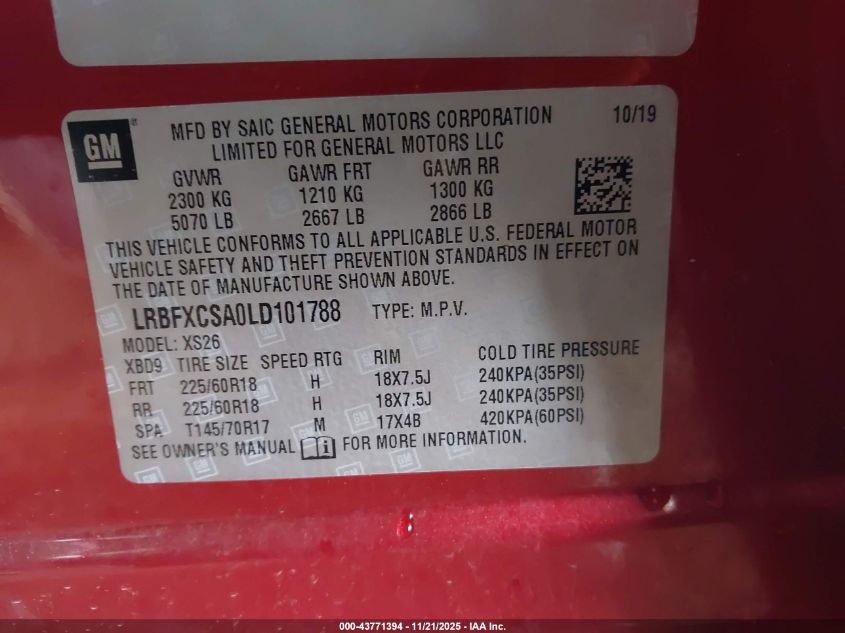 GM
MFD BY SAIC GENERAL MOTORS CORPORATION 10/19
LIMITED FOR GENERAL MOTORS LLC
GVWR GAWR FRT GAWR RR
2300 KG 1210 KG 1300 KG
5070 LB 2667 LB 2866 LB
THIS VEHICLE CONFORMS TO ALL APPLICABLE U.S. FEDERAL MOTOR
VEHICLE SAFETY AND THEFT PREVENTION STANDARDS IN EFFECT ON
THE DATE OF MANUFACTURE SHOWN ABOVE.
LRBFXCSA0LD101788 TYPE: M.P.V.
MODEL: XS26
XBD9 TIRE SIZE SPEED RTG RIM COLD TIRE PRESSURE
FRT 225/60R18 H 18X7.5J 240KPA(35PSI)
RR 225/60R18 H 18X7.5J 240KPA(35PSI)
SPA T145/70R17 M 17X4B 420KPA(60PSI)
SEE OWNER'S MANUAL FOR MORE INFORMATION.
000-43771394 - 11/21/2025 - IAA Inc.